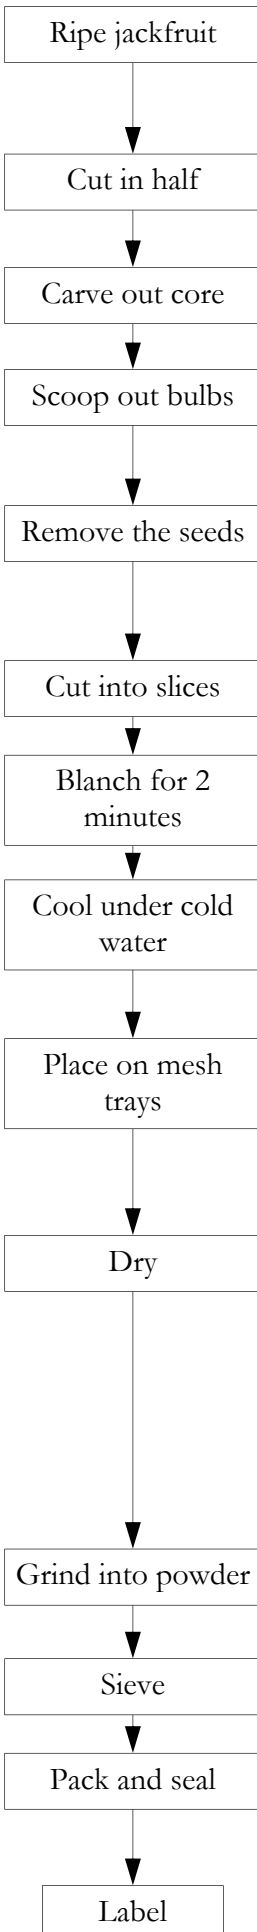 Ripe jackfruit
Cut in half
Carve out core
Scoop out bulbs
Remove the seeds
Cut into slices
Blanch for 2
minutes
Cool under cold
water
Place on mesh
trays
Dry
Grind into powder
Sieve
Pack and seal
Label